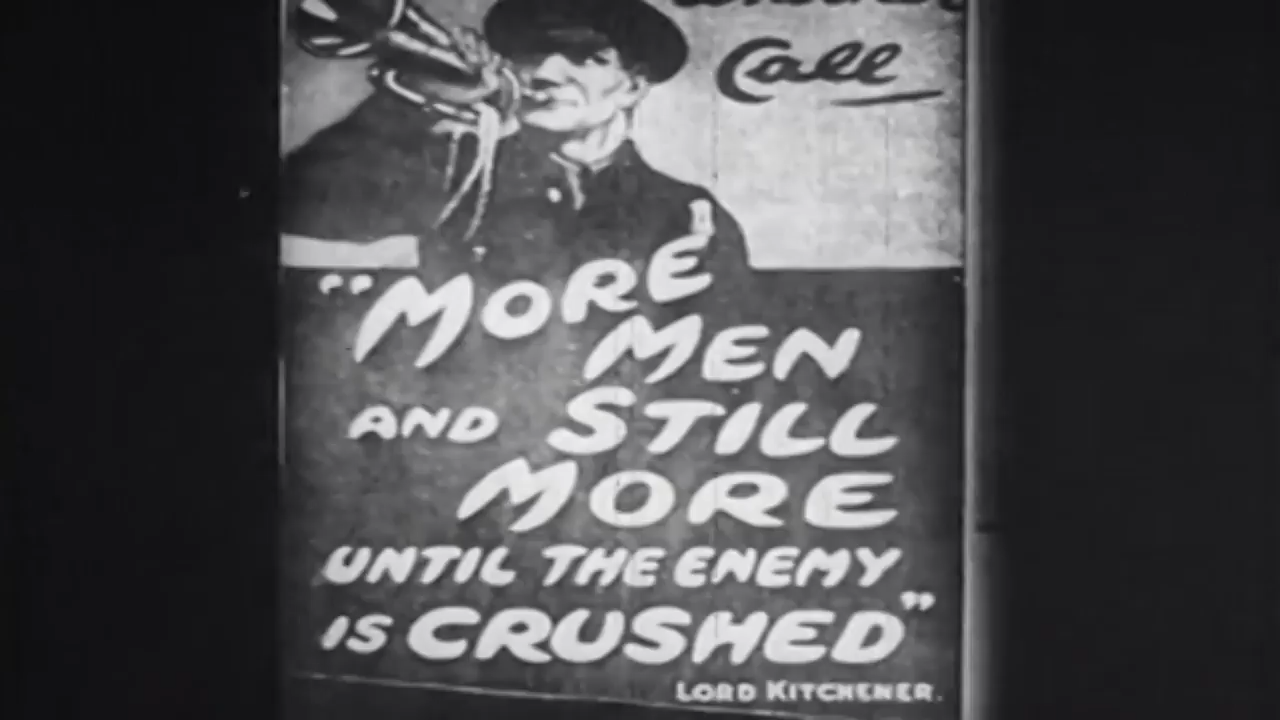 Call
"MORE
MEN
AND STILL
MORE
UNTIL THE ENEMY
IS CRUSHED"
LORD KITCHENER.